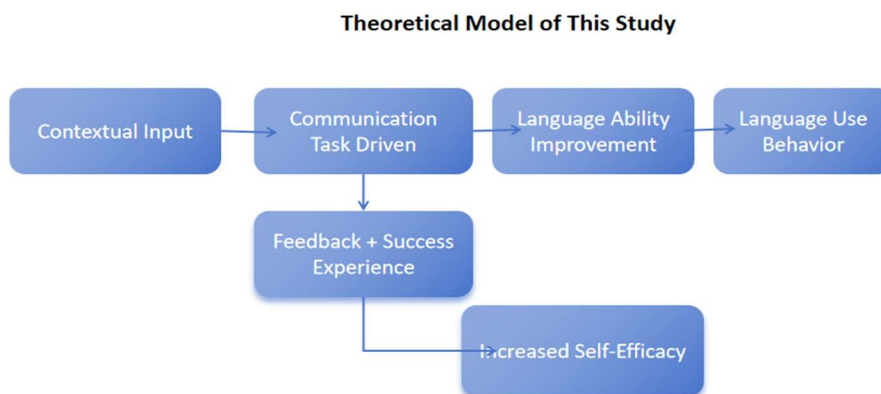 Theoretical Model of This Study
Contextual Input
Communication
Task Driven
Language Ability
Improvement
Language Use
Behavior
Feedback + Success
Experience
Increased Self-Efficacy